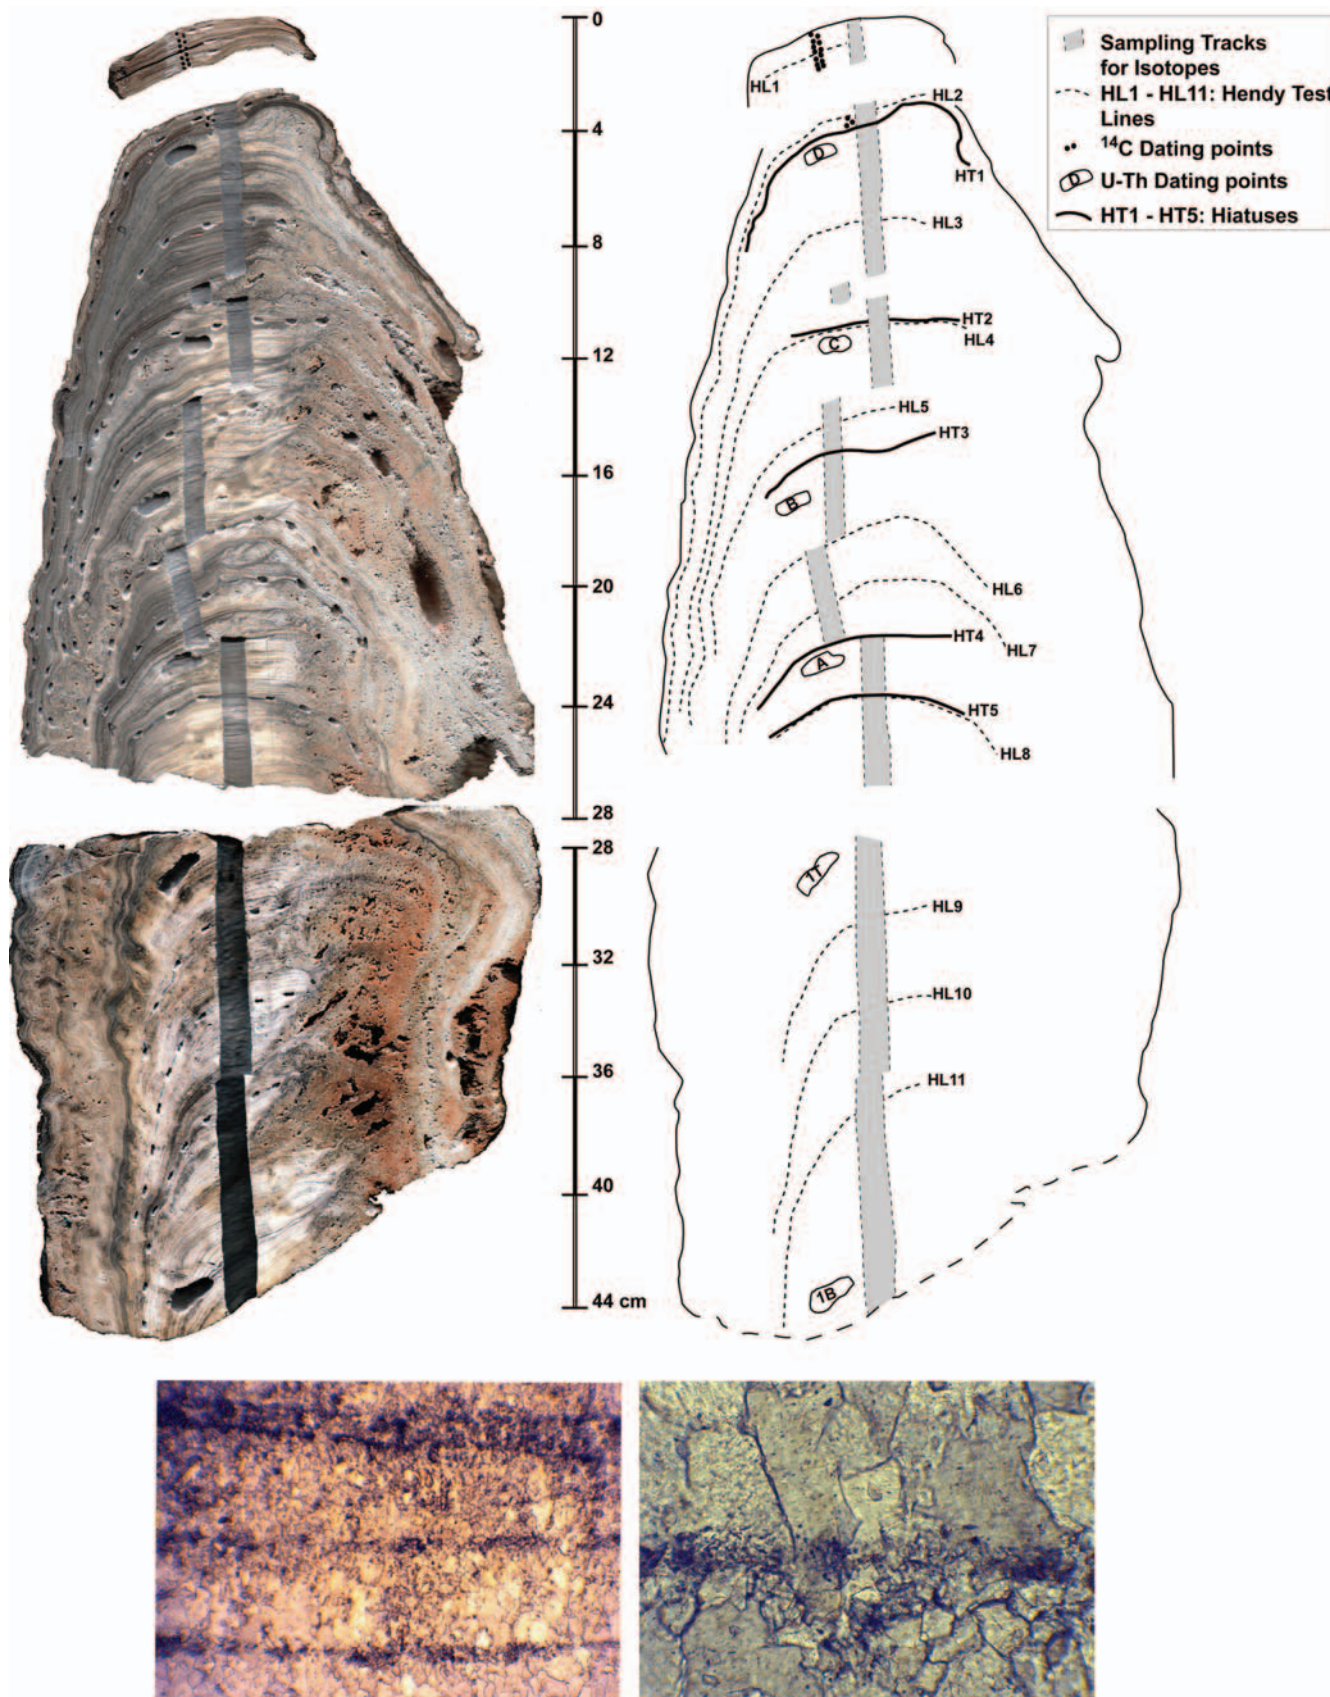 0
4
8
12
16
20
24
28
28
32
36
40
44 cm
HL1
HL2
D
HT1
HL3
HT2
HL4
C
HL5
HT3
B
HL6
HT4
HL7
A
HT5
HL8
1T
HL9
HL10
HL11
1B
Sampling Tracks
for Isotopes
HL1 - HL11: Hendy Test
Lines
¹⁴C Dating points
D U-Th Dating points
HT1 - HT5: Hiatuses